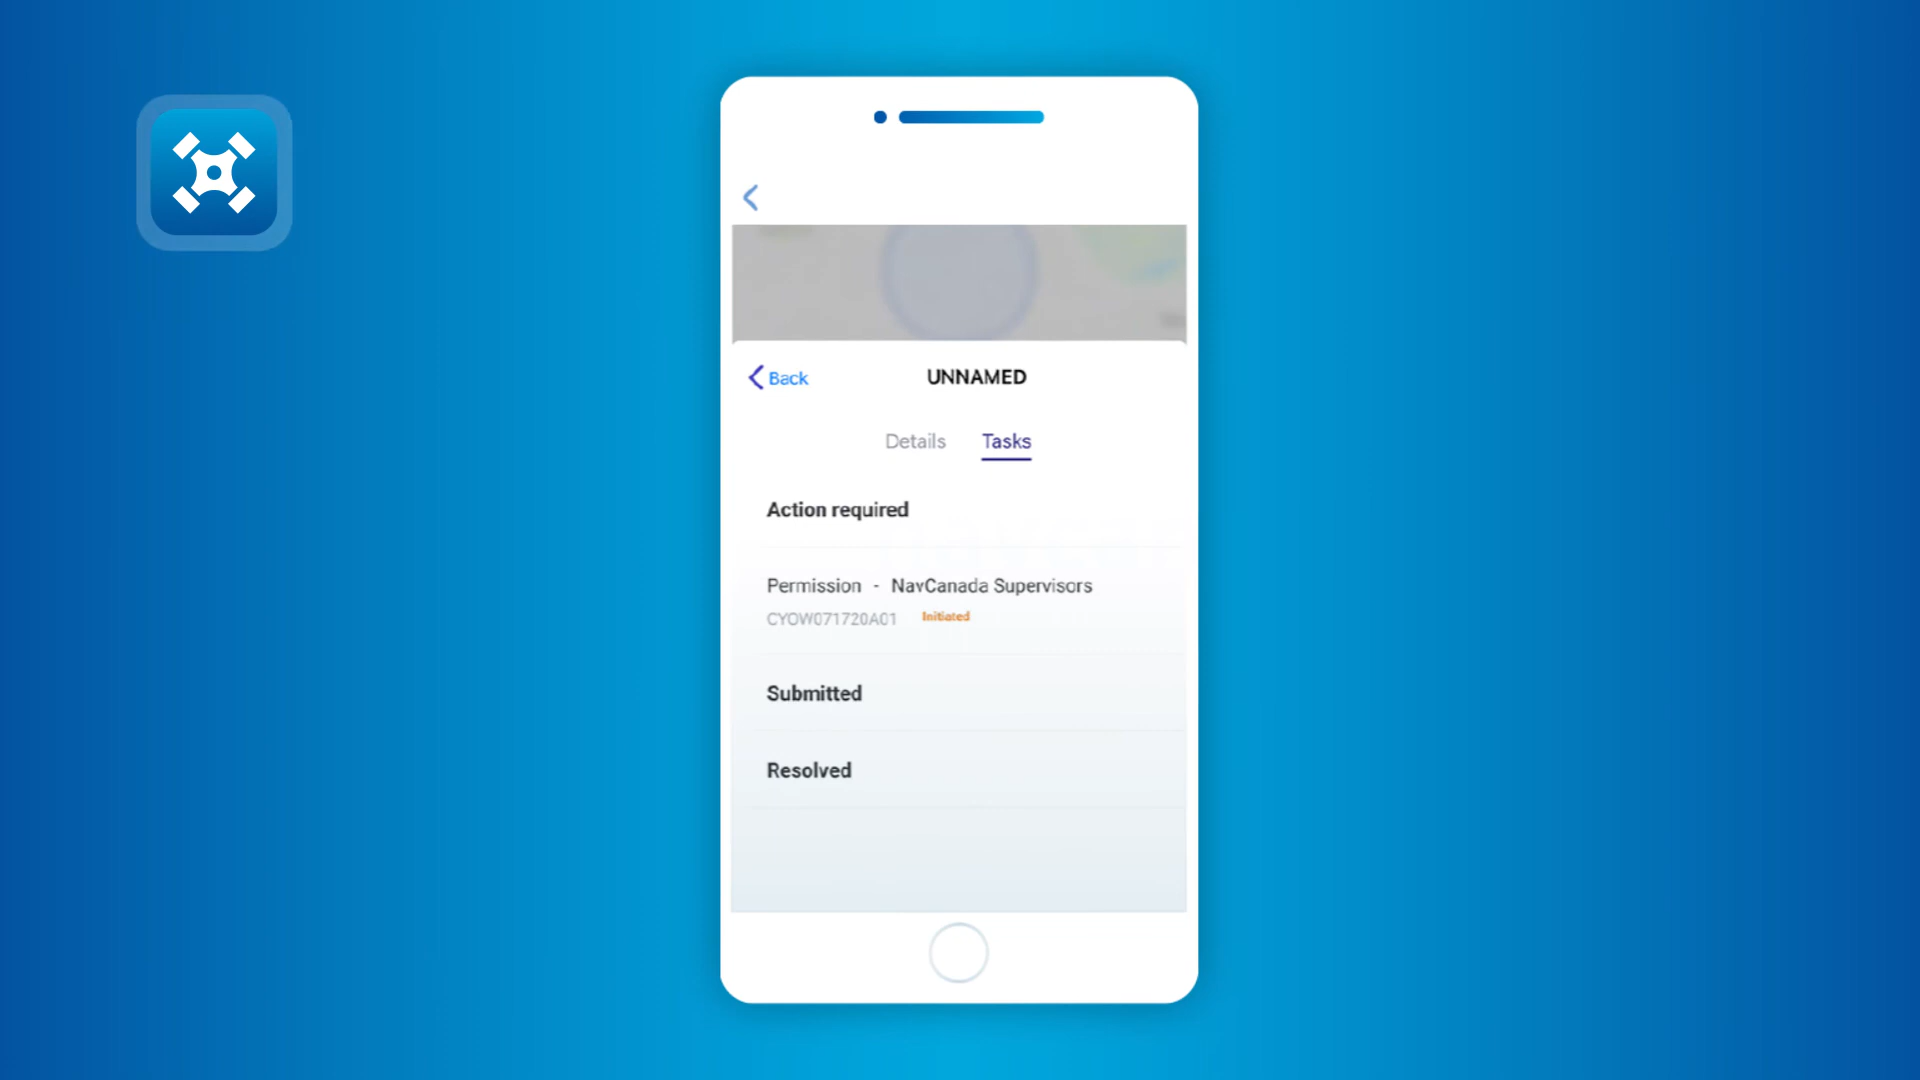 Back
UNNAMED
Details Tasks
Action required
Permission - NavCanada Supervisors
CYOW071720A01 Initiated
Submitted
Resolved